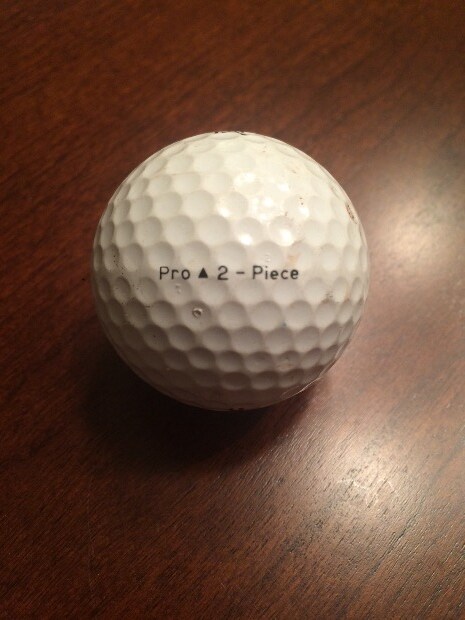 Pro ▲ 2 - Piece